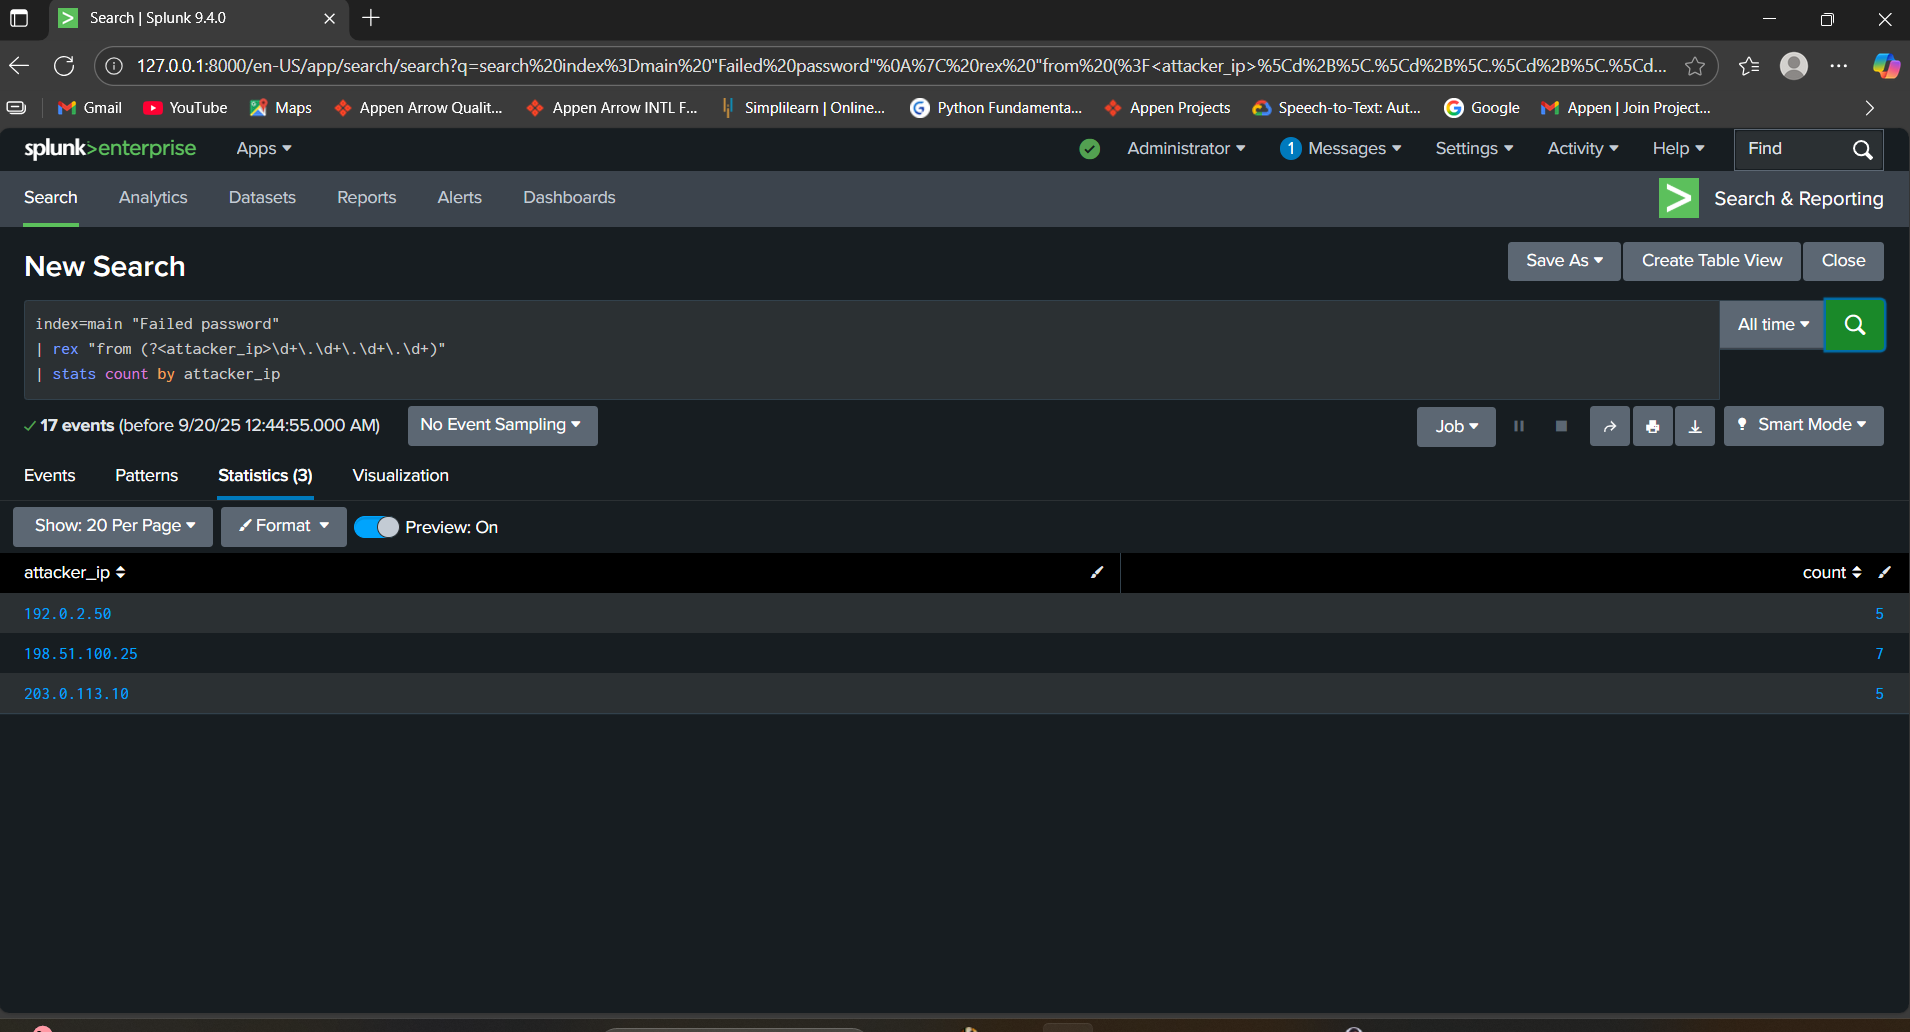 Search | Splunk 9.4.0
127.0.0.1:8000/en-US/app/search/search?q=search%20index%3Dmain%20"Failed%20password"%0A%7C%20rex%20"from%20(%3F<attacker_ip>%5Cd%2B%5C.%5Cd%2B%5C.%5Cd%2B%5C.%5Cd...
Gmail YouTube Maps Appen Arrow Qualit... Appen Arrow INTL F... Simplilearn | Online... Python Fundamenta... Appen Projects Speech-to-Text: Aut... Google Appen | Join Project...
splunk>enterprise Apps Administrator 1 Messages Settings Activity Help Find
Search Analytics Datasets Reports Alerts Dashboards Search & Reporting
New Search Save As Create Table View Close
index=main "Failed password" All time
| rex "from (?<attacker_ip>\d+\.\d+\.\d+\.\d+)"
| stats count by attacker_ip
17 events (before 9/20/25 12:44:55.000 AM) No Event Sampling Job Smart Mode
Events Patterns Statistics (3) Visualization
Show: 20 Per Page Format Preview: On
attacker_ip count
192.0.2.50 5
198.51.100.25 7
203.0.113.10 5